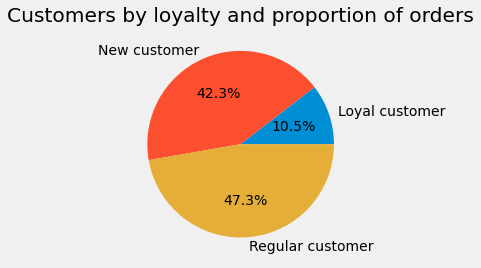 Customers by loyalty and proportion of orders
New customer
42.3%
Loyal customer
10.5%
47.3%
Regular customer